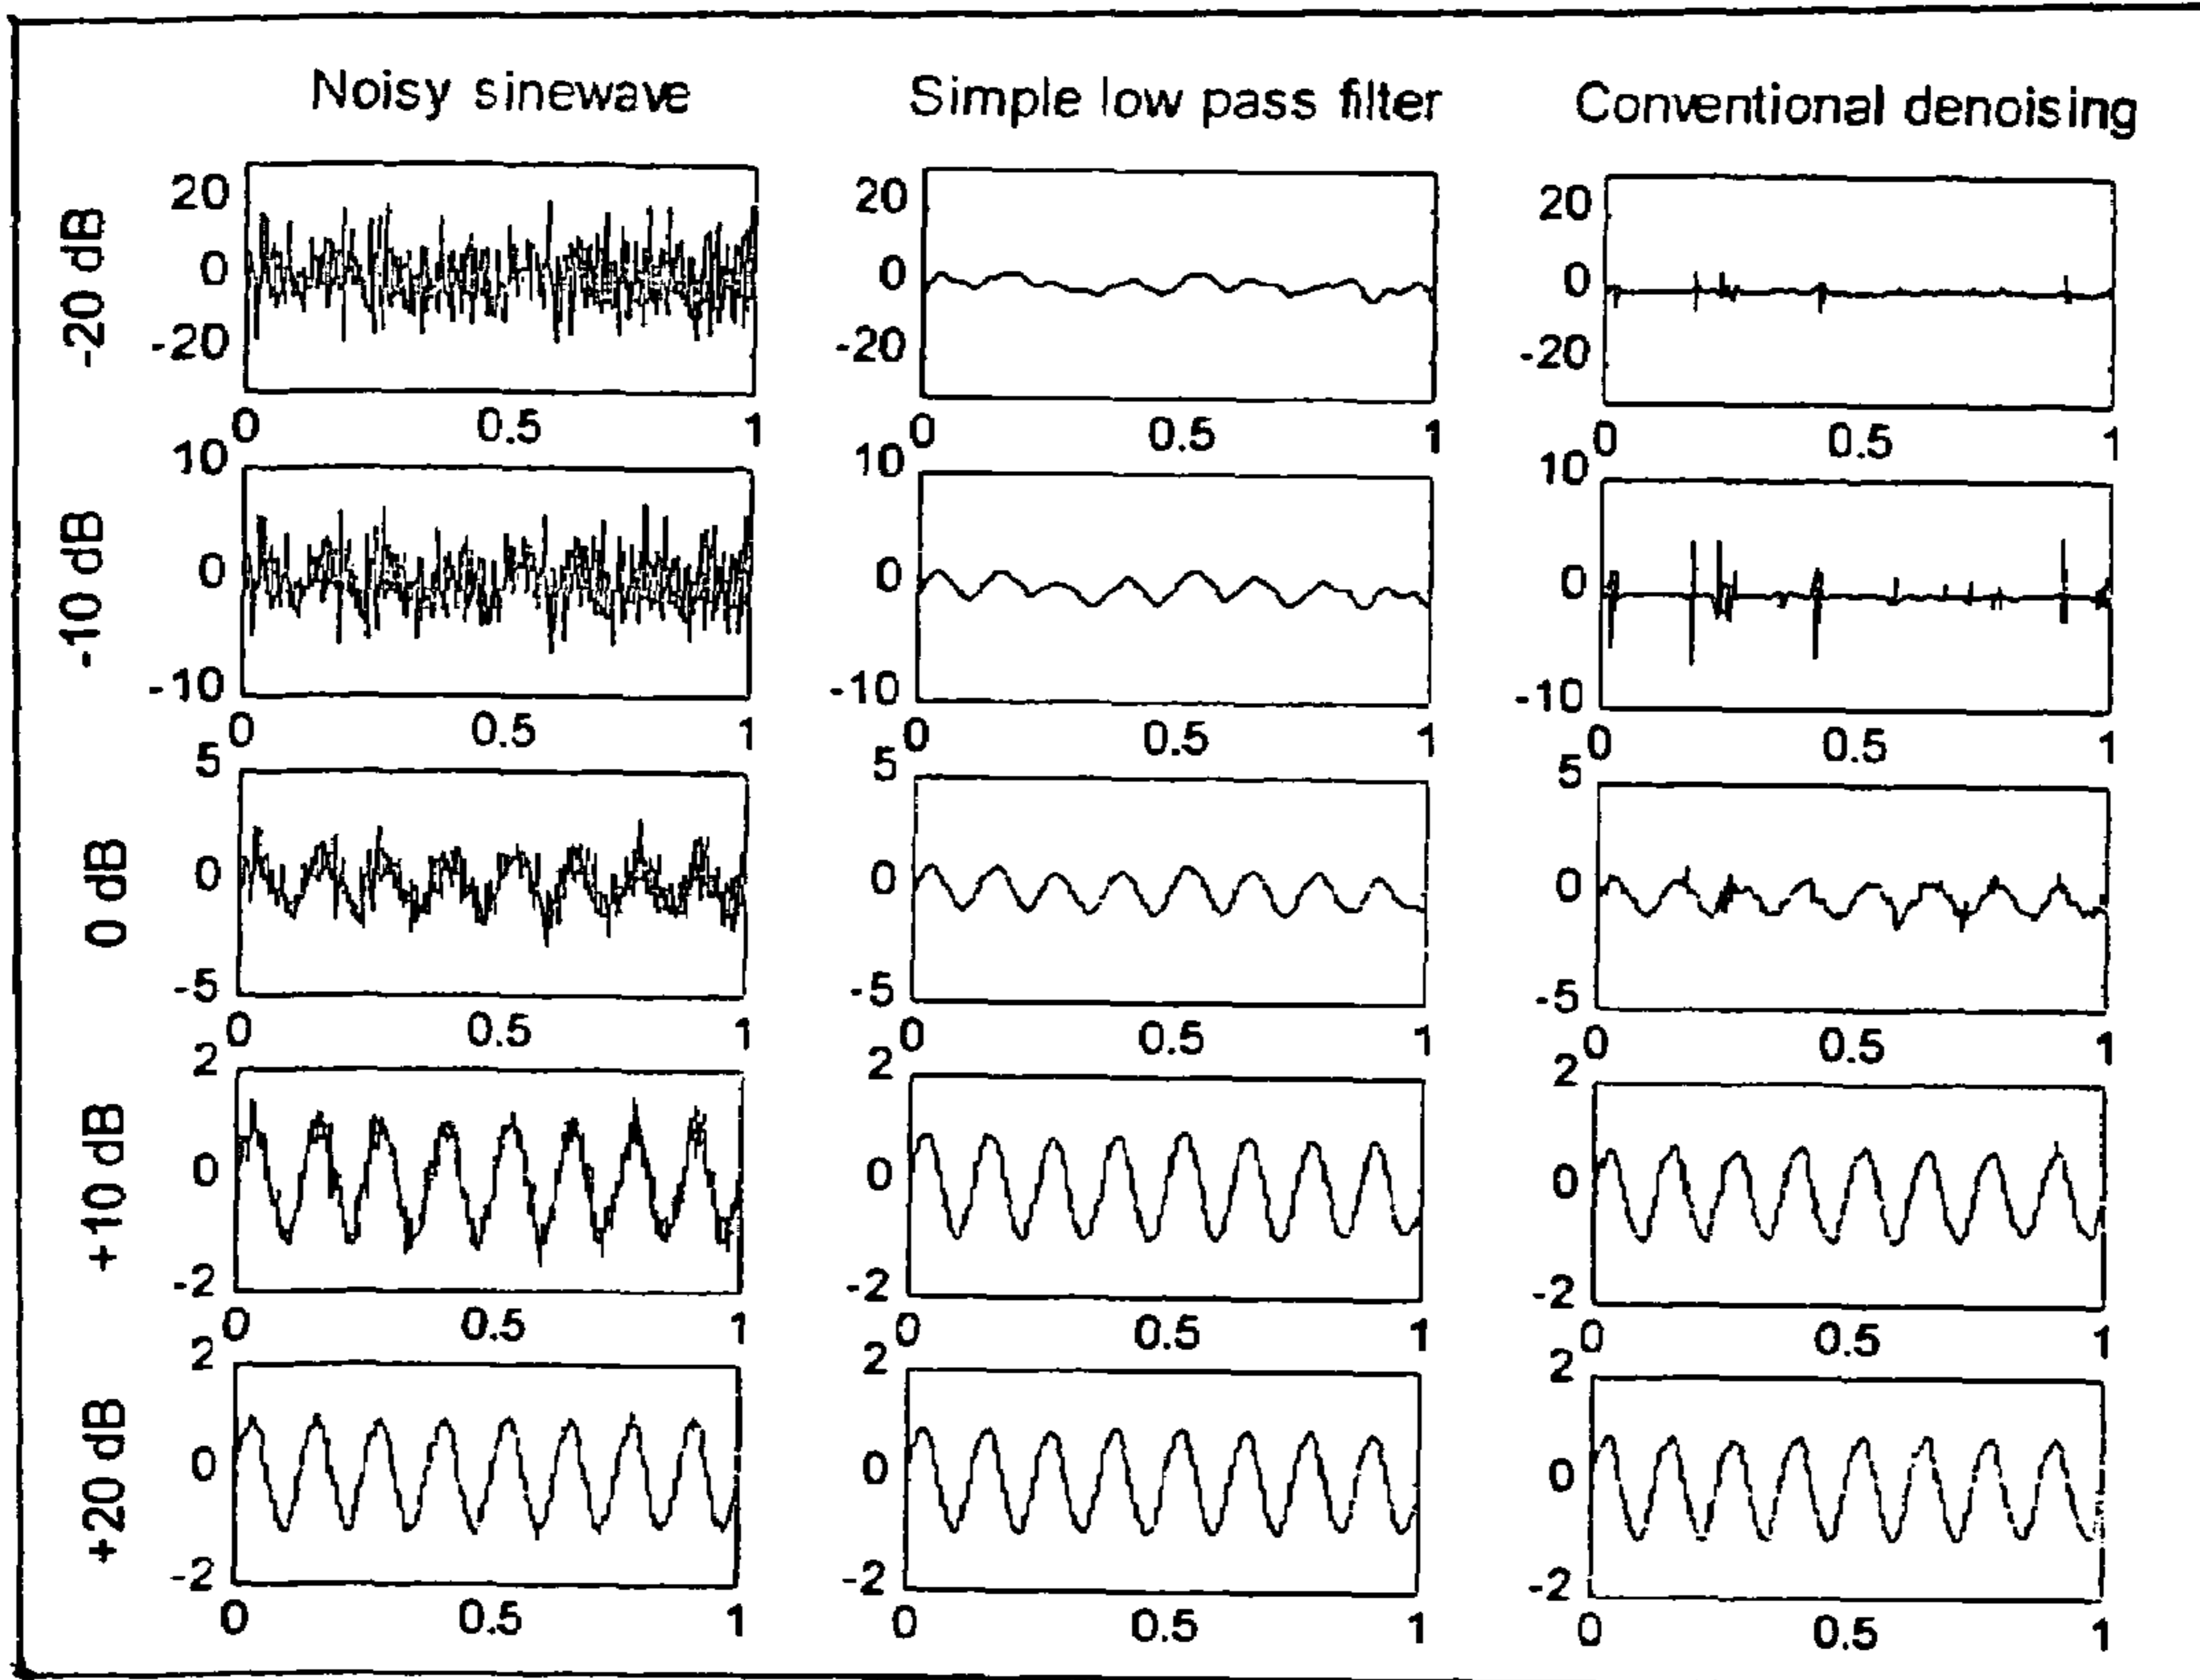 Noisy sinewave Simple low pass filter Conventional denoising
-20 dB
20 20 20
0 0 0
-20 -20 -20
0 0.5 1 0 0.5 1 0 0.5 1
-10 dB
10 10 10
0 0 0
-10 -10 -10
0 0.5 1 0 0.5 1 0 0.5 1
0 dB
5 5 5
0 0 0
-5 -5 -5
0 0.5 1 0 0.5 1 0 0.5 1
+10 dB
2 2 2
0 0 0
-2 -2 -2
0 0.5 1 0 0.5 1 0 0.5 1
+20 dB
2 2 2
0 0 0
-2 -2 -2
0 0.5 1 0 0.5 1 0 0.5 1